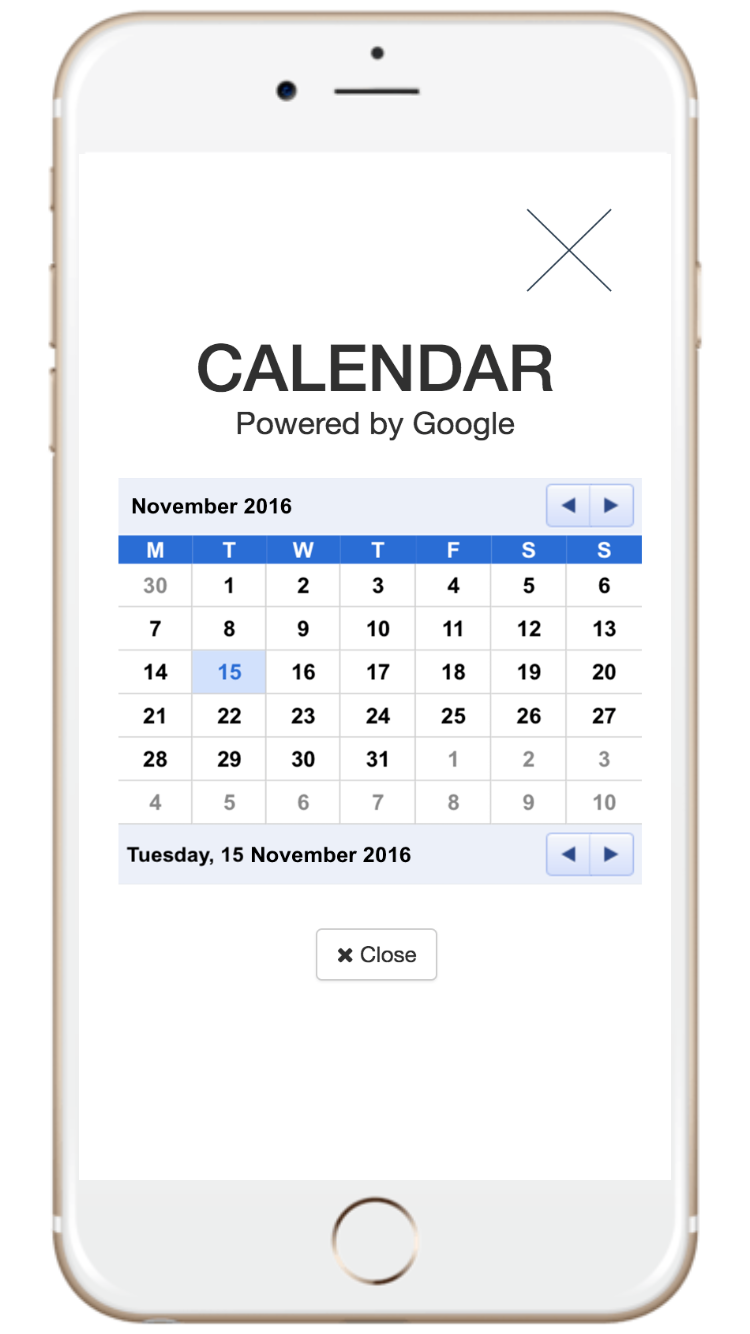 CALENDAR
Powered by Google
November 2016
M T W T F S S
30 1 2 3 4 5 6
7 8 9 10 11 12 13
14 15 16 17 18 19 20
21 22 23 24 25 26 27
28 29 30 31 1 2 3
4 5 6 7 8 9 10
Tuesday, 15 November 2016
Close